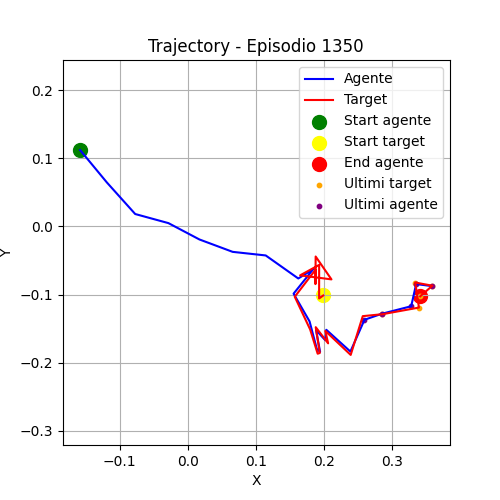 Trajectory - Episodio 1350
Agente
Target
Start agente
Start target
End agente
Ultimi target
Ultimi agente
0.2
0.1
0.0
−0.1
−0.2
−0.3
Y
−0.1
0.0
0.1
0.2
0.3
X